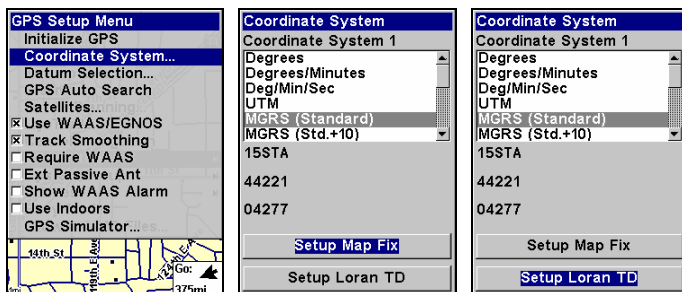 GPS Setup Menu
Initialize GPS
Coordinate System...
Datum Selection...
GPS Auto Search
Satellites...
Use WAAS/EGNOS
Track Smoothing
Require WAAS
Ext Passive Ant
Show WAAS Alarm
Use Indoors
GPS Simulator...
14th St
119th E Ave
Go:
375mi
Coordinate System
Coordinate System 1
Degrees
Degrees/Minutes
Deg/Min/Sec
UTM
MGRS (Standard)
MGRS (Std.+10)
15STA
44221
04277
Setup Map Fix
Setup Loran TD
Coordinate System
Coordinate System 1
Degrees
Degrees/Minutes
Deg/Min/Sec
UTM
MGRS (Standard)
MGRS (Std.+10)
15STA
44221
04277
Setup Map Fix
Setup Loran TD